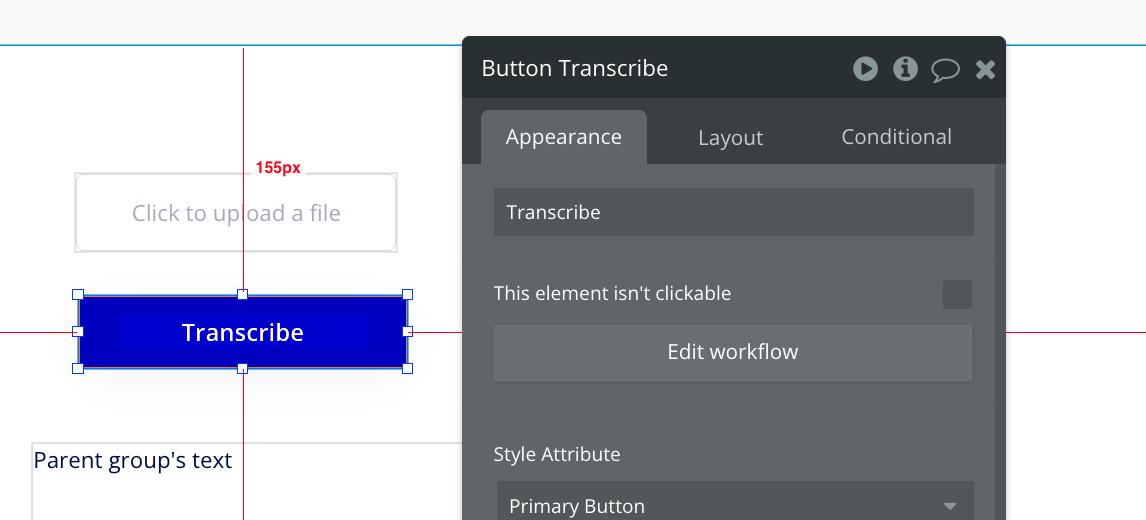 Button Transcribe
Appearance
Layout
Conditional
155px
Click to upload a file
Transcribe
This element isn't clickable
Transcribe
Edit workflow
Parent group's text
Style Attribute
Primary Button